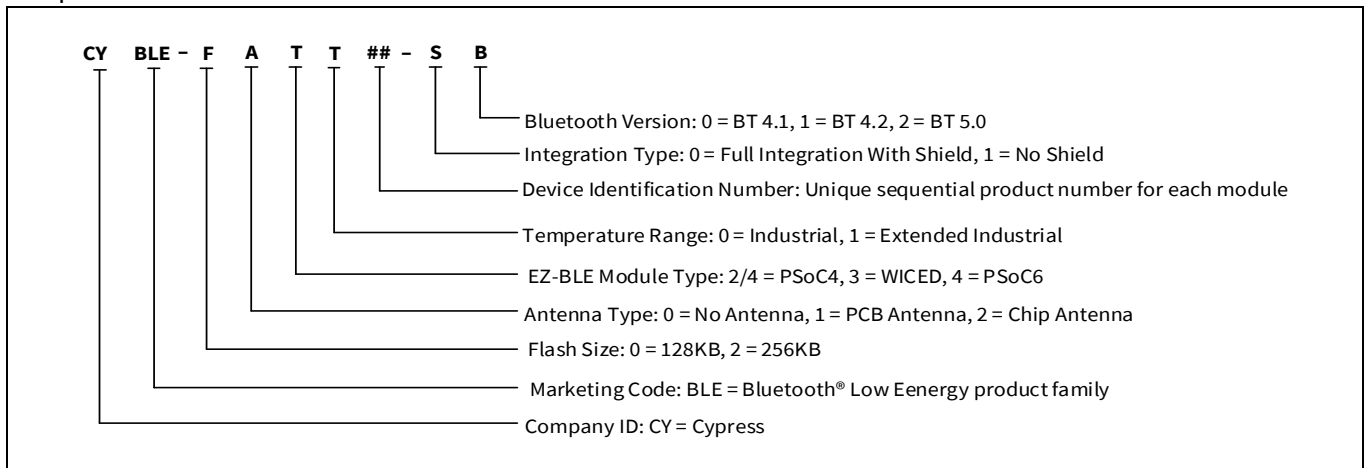 CY BLE – F A T T ## – S B
Bluetooth Version: 0 = BT 4.1, 1 = BT 4.2, 2 = BT 5.0
Integration Type: 0 = Full Integration With Shield, 1 = No Shield
Device Identification Number: Unique sequential product number for each module
Temperature Range: 0 = Industrial, 1 = Extended Industrial
EZ-BLE Module Type: 2/4 = PSoC4, 3 = WICED, 4 = PSoC6
Antenna Type: 0 = No Antenna, 1 = PCB Antenna, 2 = Chip Antenna
Flash Size: 0 = 128KB, 2 = 256KB
Marketing Code: BLE = Bluetooth® Low Eenergy product family
Company ID: CY = Cypress